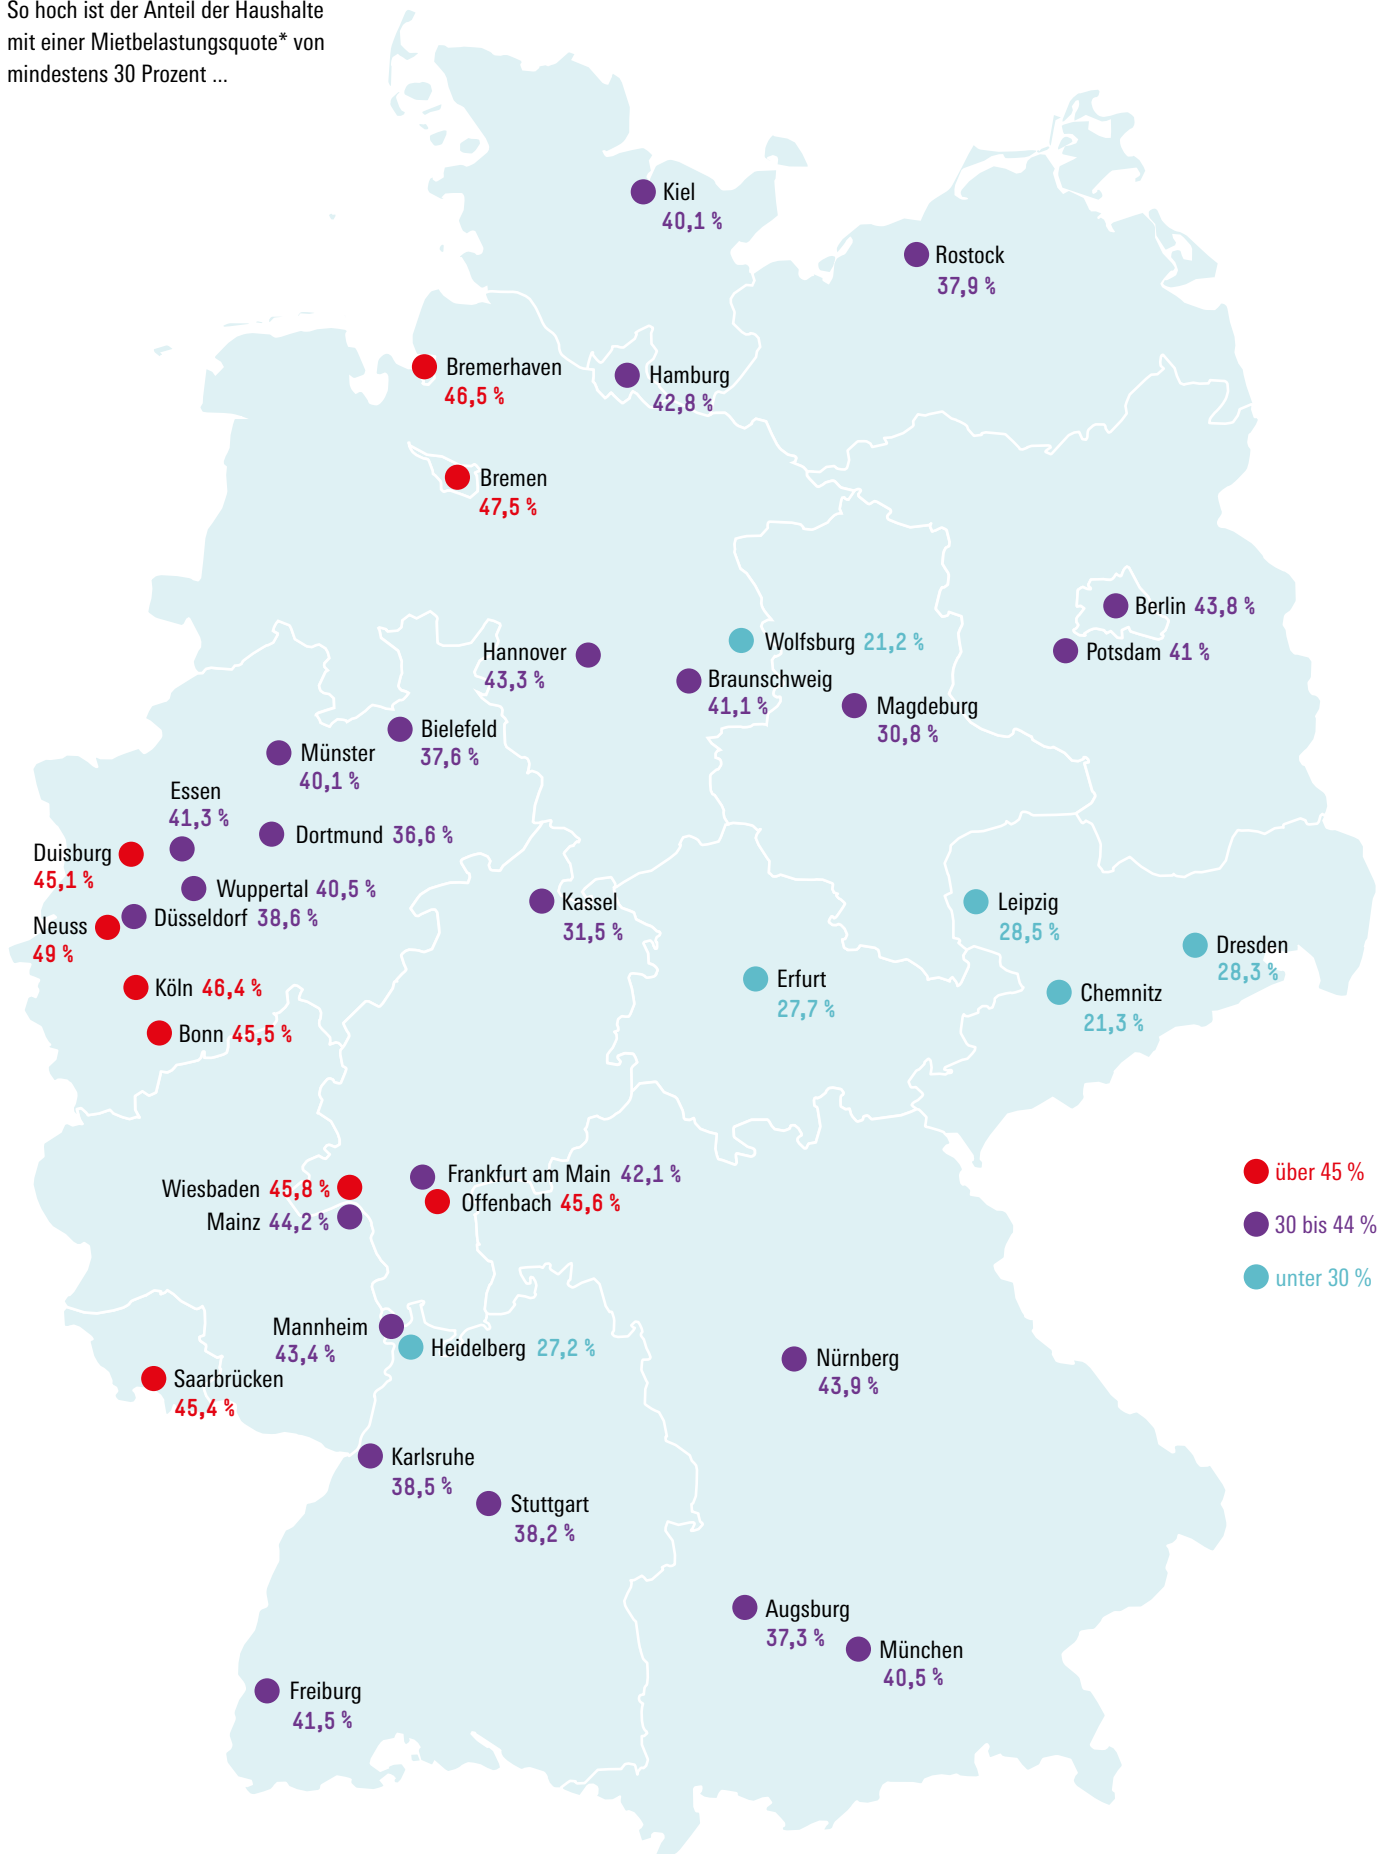 So hoch ist der Anteil der Haushalte
mit einer Mietbelastungsquote* von
mindestens 30 Prozent ...
Kiel
40,1 %
Rostock
37,9 %
Bremerhaven
46,5 %
Hamburg
42,8 %
Bremen
47,5 %
Berlin 43,8 %
Wolfsburg 21,2 %
Potsdam 41 %
Hannover
43,3 %
Braunschweig
41,1 %
Magdeburg
30,8 %
Bielefeld
37,6 %
Münster
40,1 %
Essen
41,3 %
Dortmund 36,6 %
Duisburg
45,1 %
Wuppertal 40,5 %
Düsseldorf 38,6 %
Neuss
49 %
Kassel
31,5 %
Leipzig
28,5 %
Dresden
28,3 %
Erfurt
27,7 %
Chemnitz
21,3 %
Köln 46,4 %
Bonn 45,5 %
Frankfurt am Main 42,1 %
Wiesbaden 45,8 %
Offenbach 45,6 %
Mainz 44,2 %
über 45 %
30 bis 44 %
unter 30 %
Mannheim
43,4 %
Heidelberg 27,2 %
Nürnberg
43,9 %
Saarbrücken
45,4 %
Karlsruhe
38,5 %
Stuttgart
38,2 %
Augsburg
37,3 %
München
40,5 %
Freiburg
41,5 %